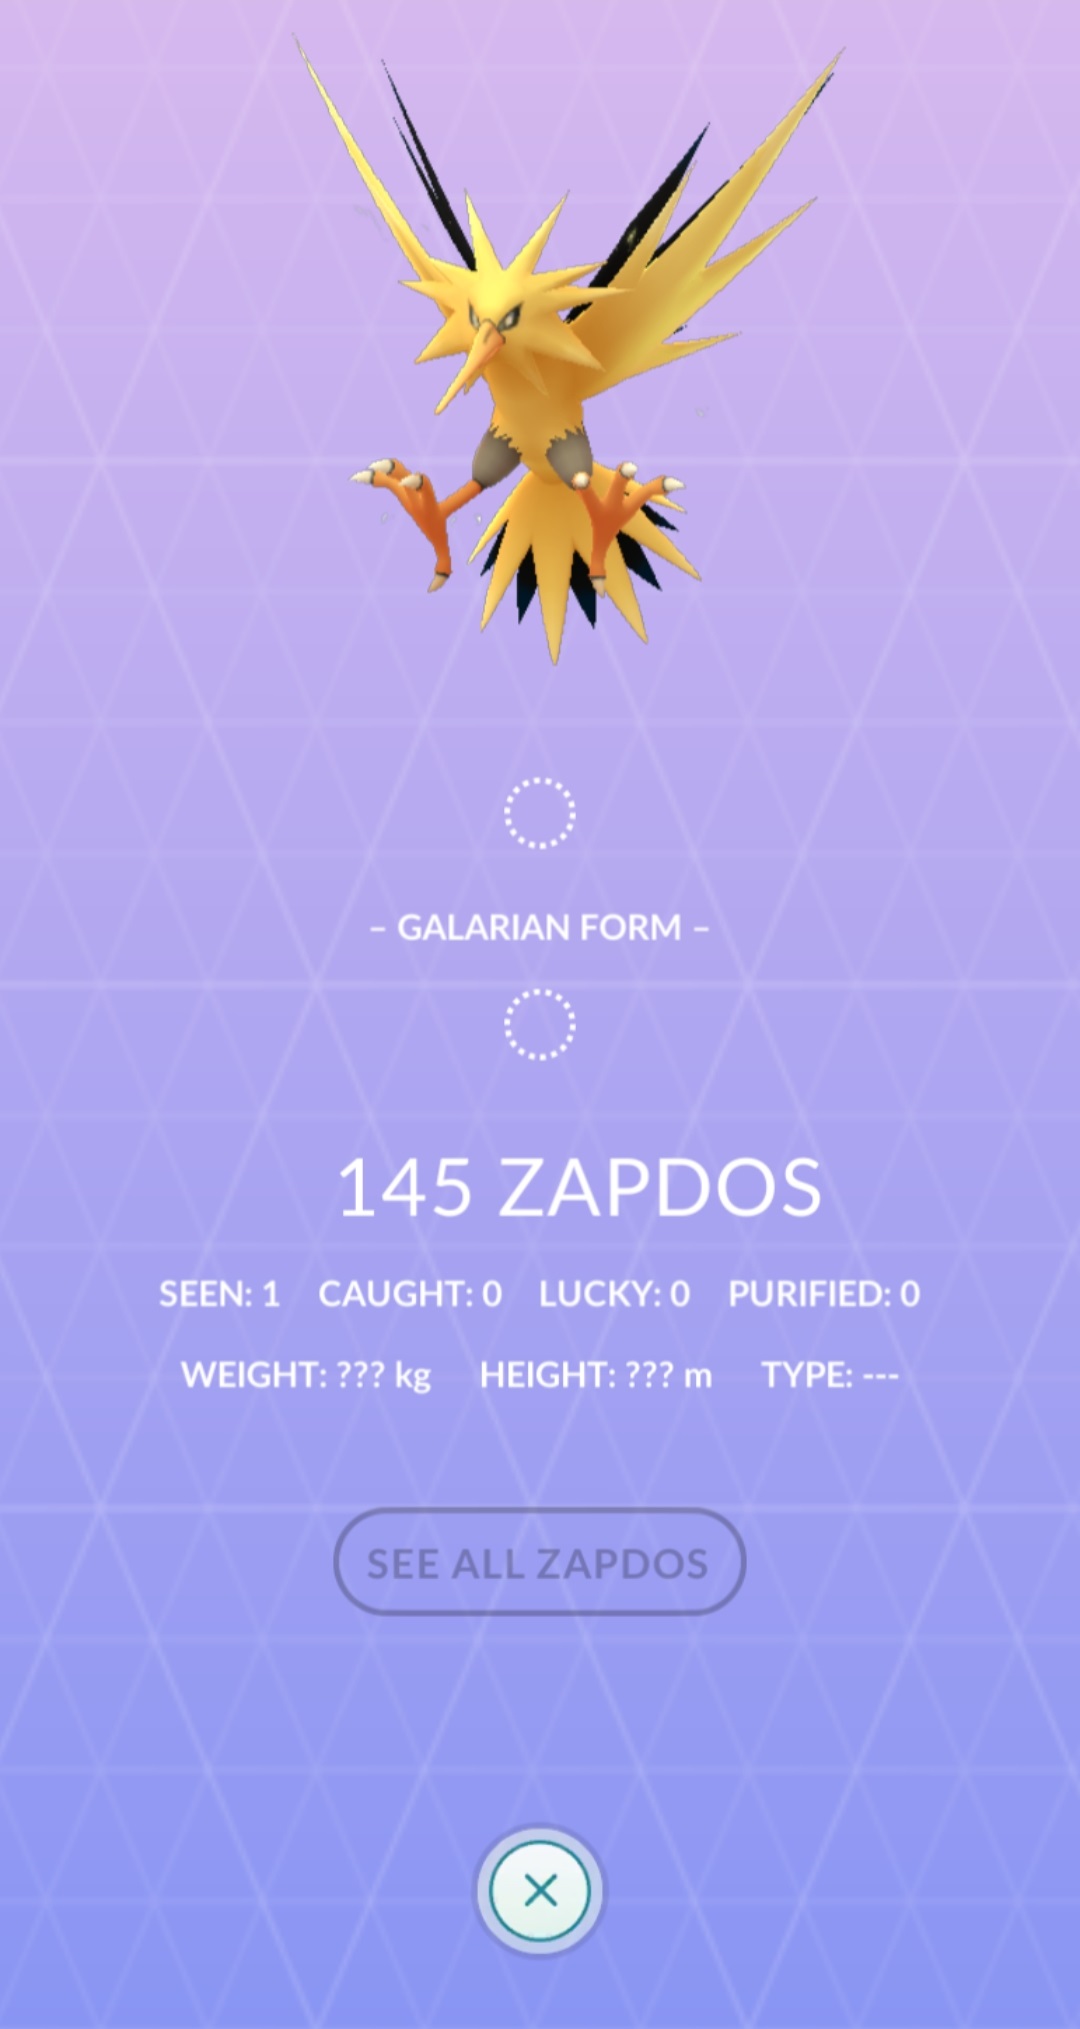 – GALARIAN FORM –
145 ZAPDOS
SEEN: 1 CAUGHT: 0 LUCKY: 0 PURIFIED: 0
WEIGHT: ??? kg HEIGHT: ??? m TYPE: ---
SEE ALL ZAPDOS